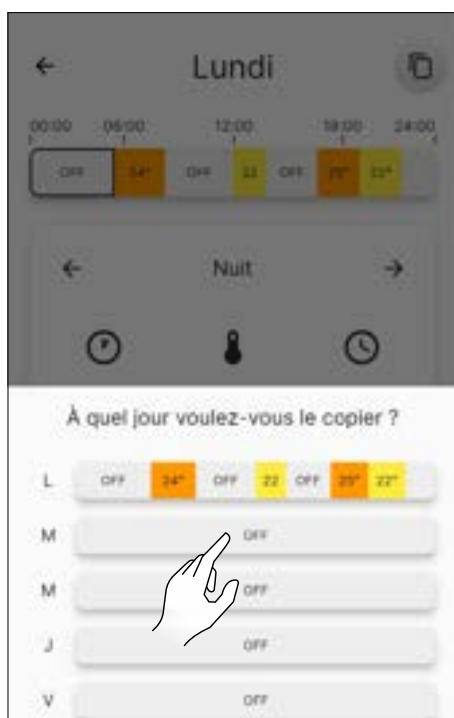 Lundi
00:00 06:00 12:00 18:00 24:00
OFF 24° OFF 22 OFF 25° 22°
Nuit
À quel jour voulez-vous le copier ?
L OFF 24° OFF 22 OFF 25° 22°
M OFF
M OFF
J OFF
V OFF